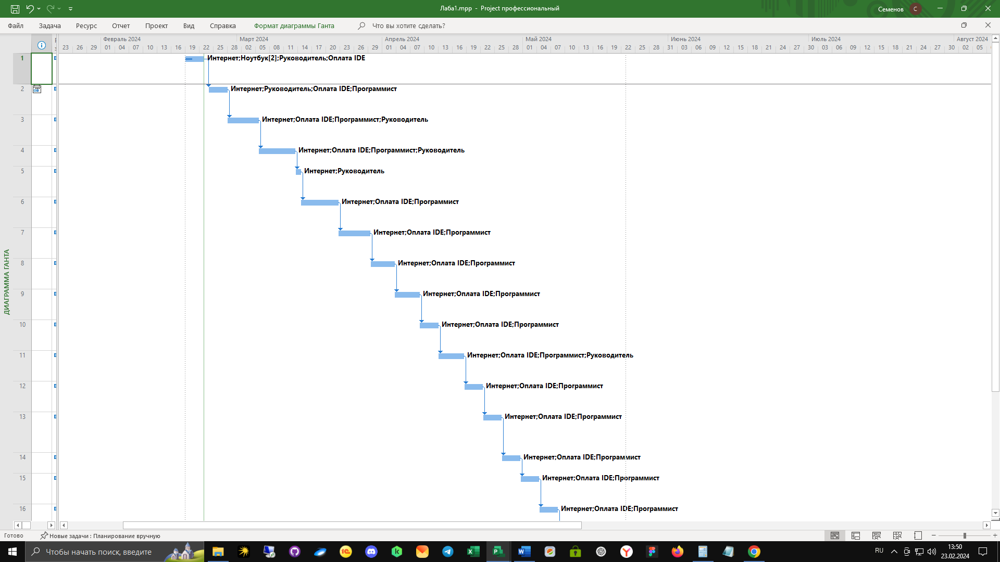 Лаба1.mpp - Project профессиональный
Семенов С
Файл Задача Ресурс Отчет Проект Вид Справка Формат диаграммы Ганта Что вы хотите сделать?
Февраль 2024 Март 2024 Апрель 2024 Май 2024 Июнь 2024 Июль 2024 Август 2024
23 26 29 01 04 07 10 13 16 19 22 25 28 02 05 08 11 14 17 20 23 26 29 01 04 07 10 13 16 19 22 25 28 01 04 07 10 13 16 19 22 25 28 31 03 06 09 12 15 18 21 24 27 30 03 06 09 12 15 18 21 24 27 30 02 05
1 Интернет;Ноутбук[2];Руководитель;Оплата IDE
2 Интернет;Руководитель;Оплата IDE;Программист
3 Интернет;Оплата IDE;Программист;Руководитель
4 Интернет;Оплата IDE;Программист;Руководитель
5 Интернет;Руководитель
6 Интернет;Оплата IDE;Программист
7 Интернет;Оплата IDE;Программист
8 Интернет;Оплата IDE;Программист
9 Интернет;Оплата IDE;Программист
10 Интернет;Оплата IDE;Программист
11 Интернет;Оплата IDE;Программист;Руководитель
12 Интернет;Оплата IDE;Программист
13 Интернет;Оплата IDE;Программист
14 Интернет;Оплата IDE;Программист
15 Интернет;Оплата IDE;Программист
16 Интернет;Оплата IDE;Программист
ДИАГРАММА ГАНТА
Готово Новые задачи : Планирование вручную
Чтобы начать поиск, введите
RU
13:50
23.02.2024